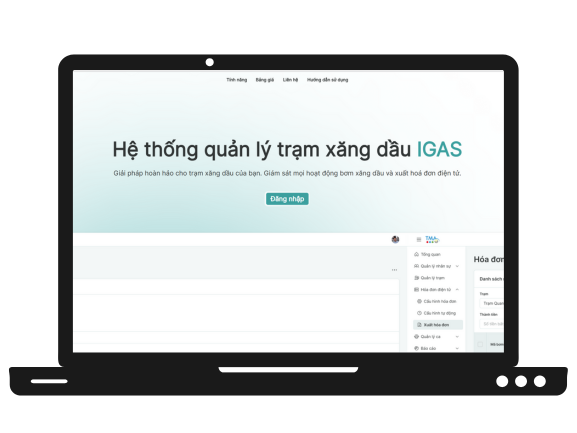 Tính năng Bảng giá Liên hệ Hướng dẫn sử dụng
Hệ thống quản lý trạm xăng dầu IGAS
Giải pháp hoàn hảo cho trạm xăng dầu của bạn. Giám sát mọi hoạt động bơm xăng dầu và xuất hoá đơn điện tử.
Đăng nhập
TMA
Tổng quan
Quản lý nhân sự
Quản lý trạm
Hóa đơn điện tử
Cấu hình hóa đơn
Cấu hình tự động
Xuất hóa đơn
Quản lý ca
Báo cáo
Hóa đơn
Danh sách
Trạm
Trạm Quan
Thành tiền